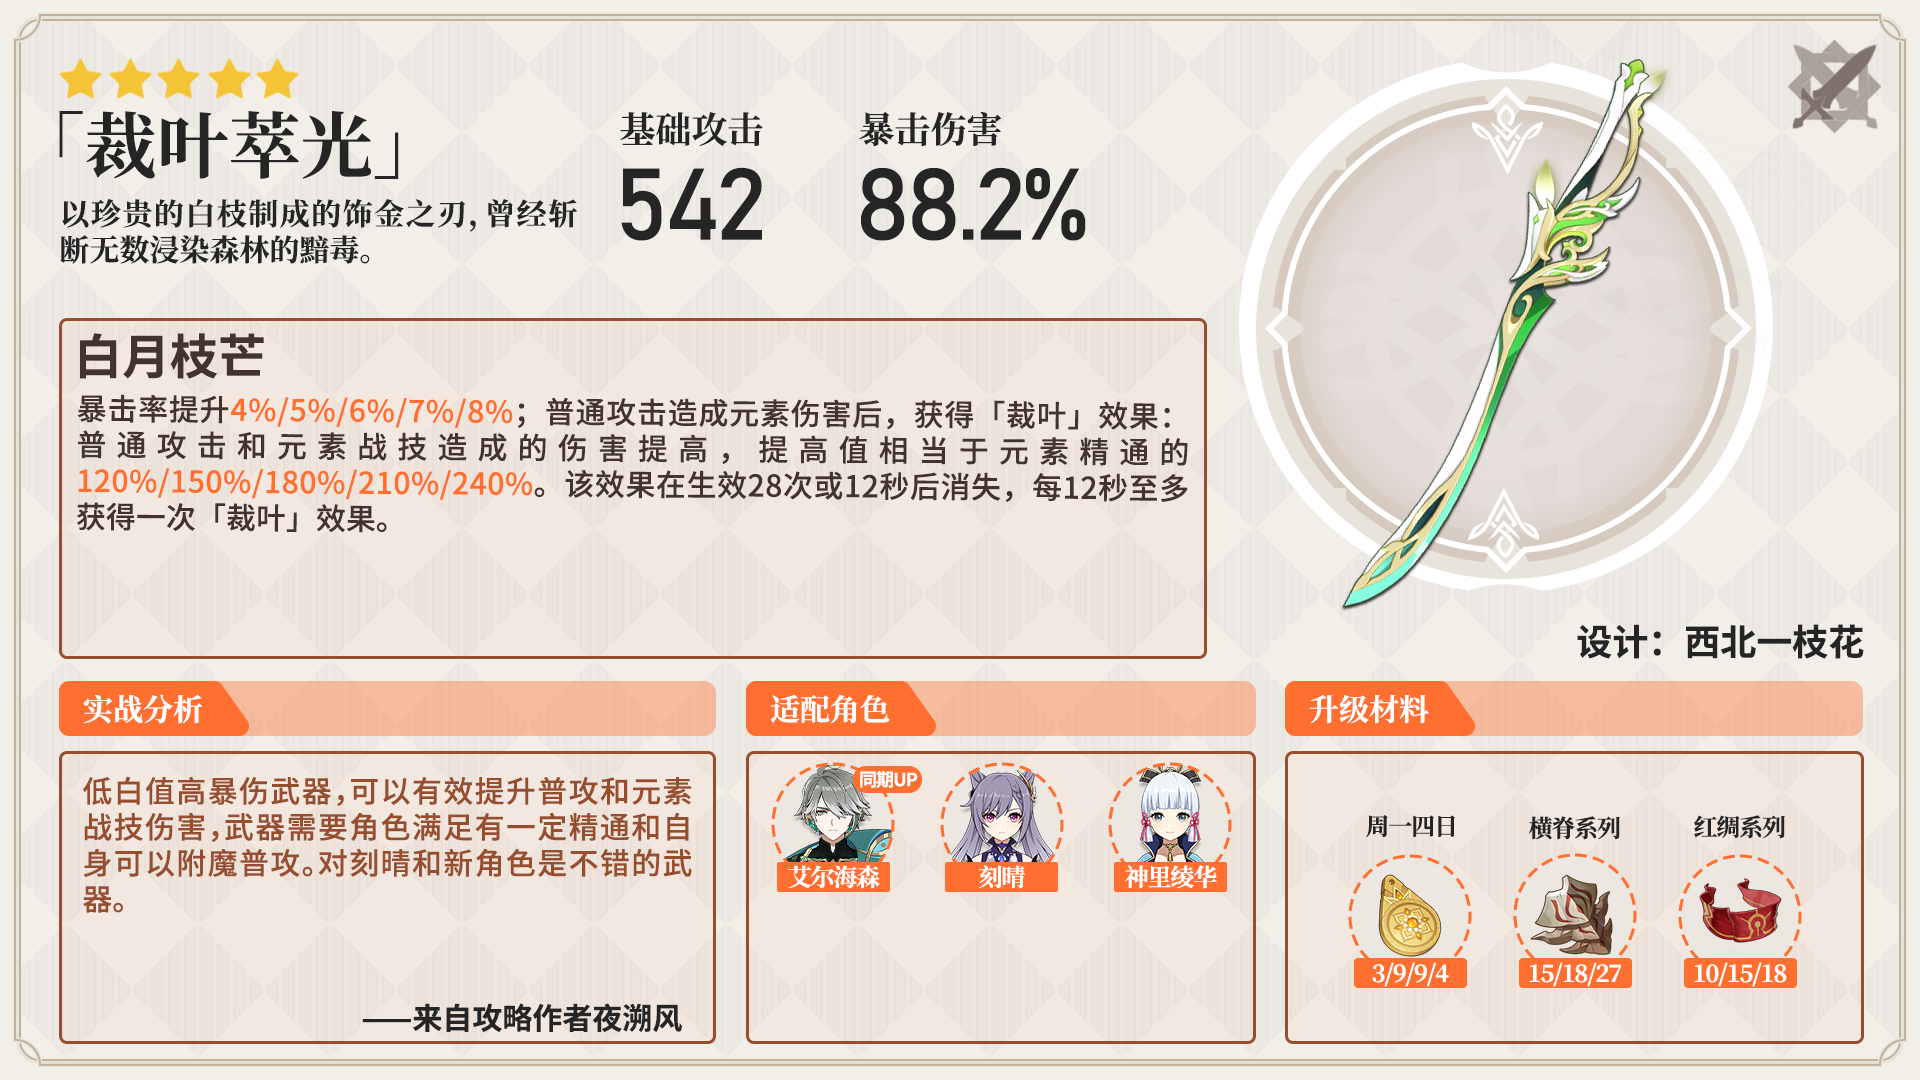 「裁叶萃光」
以珍贵的白枝制成的饰金之刃，曾经斩
断无数浸染森林的黯毒。
基础攻击
542
暴击伤害
88.2%
白月枝芒
暴击率提升4%/5%/6%/7%/8%；普通攻击造成元素伤害后，获得「裁叶」效果：
普通攻击和元素战技造成的伤害提高，提高值相当于元素精通的
120%/150%/180%/210%/240%。该效果在生效28次或12秒后消失，每12秒至多
获得一次「裁叶」效果。
设计：西北一枝花
实战分析
低白值高暴伤武器，可以有效提升普攻和元素
战技伤害，武器需要角色满足有一定精通和自
身可以附魔普攻。对刻晴和新角色是不错的武
器。
——来自攻略作者夜溯风
适配角色
同期UP
艾尔海森
刻晴
神里绫华
升级材料
周一四日
3/9/9/4
横脊系列
15/18/27
红绸系列
10/15/18